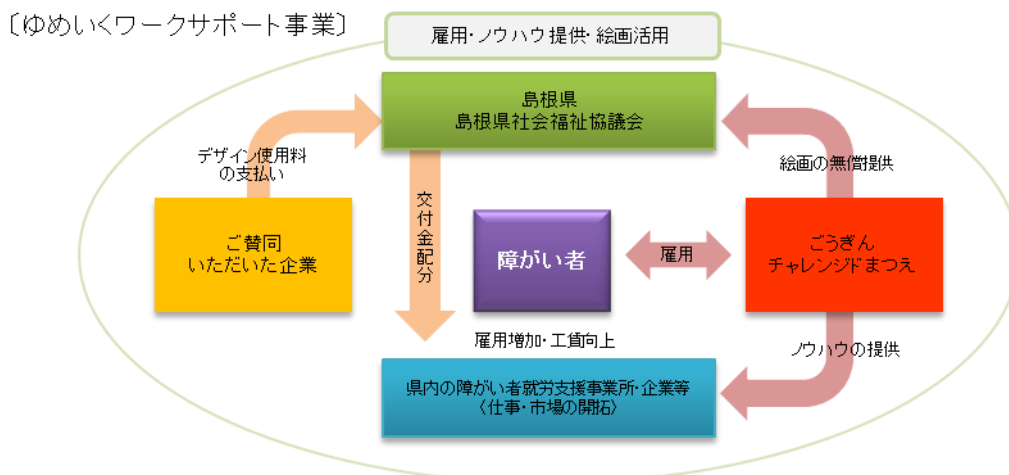 〔ゆめいくワークサポート事業〕
雇用・ノウハウ提供・絵画活用
島根県
島根県社会福祉協議会
デザイン使用料
の支払い
絵画の無償提供
ご賛同
いただいた企業
交付金配分
障がい者
雇用
ごうぎん
チャレンジドまつえ
雇用増加・工賃向上
ノウハウの提供
県内の障がい者就労支援事業所・企業等
〈仕事・市場の開拓〉